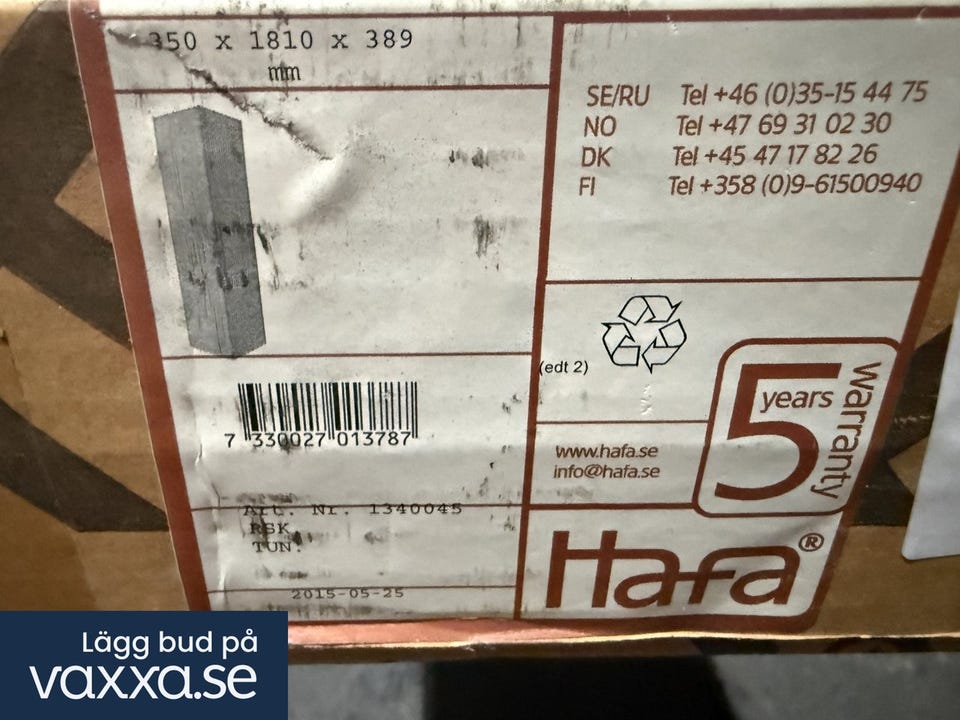 350 x 1810 x 389
mm
SE/RU Tel +46 (0)35-15 44 75
NO Tel +47 69 31 02 30
DK Tel +45 47 17 82 26
FI Tel +358 (0)9-61500940
(edt 2)
5 years warranty
7 330027 013787
www.hafa.se
info@hafa.se
Art. Nr. 1340045
RSK
TUN.
2015-05-25
Hafa®
Lägg bud på
vaxxa.se